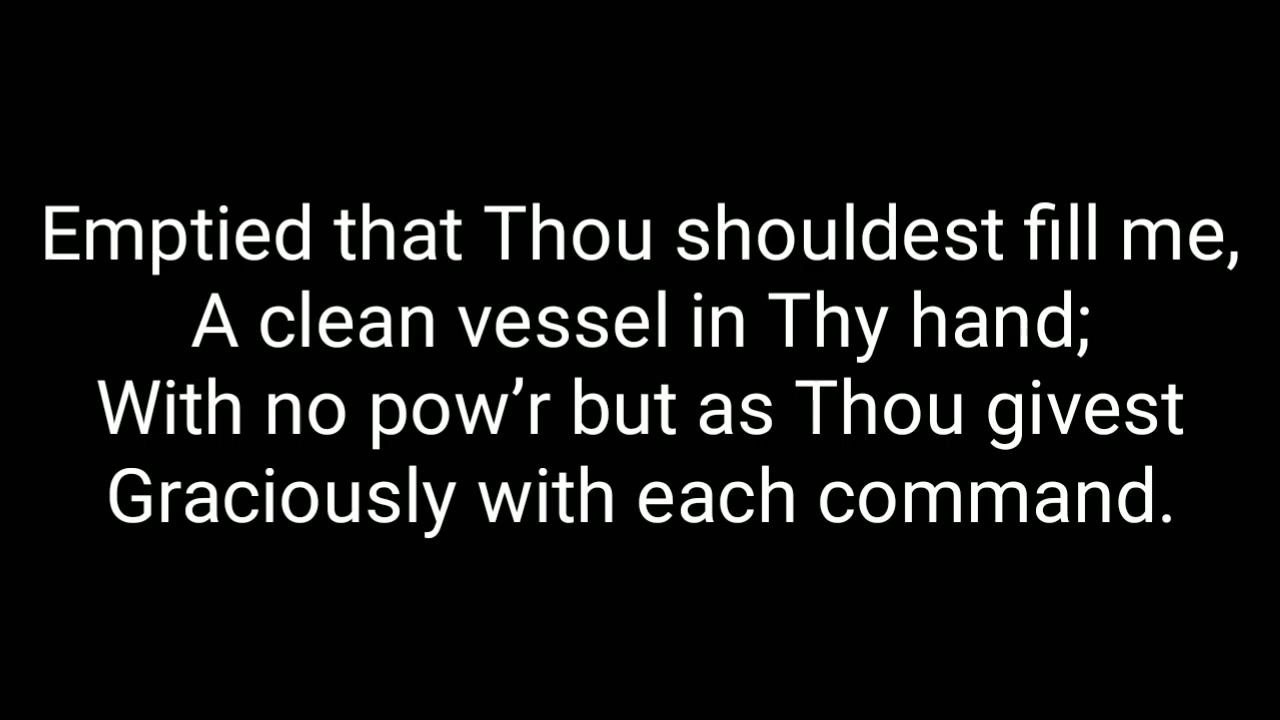 Emptied that Thou shouldest fill me,
A clean vessel in Thy hand;
With no pow’r but as Thou givest
Graciously with each command.